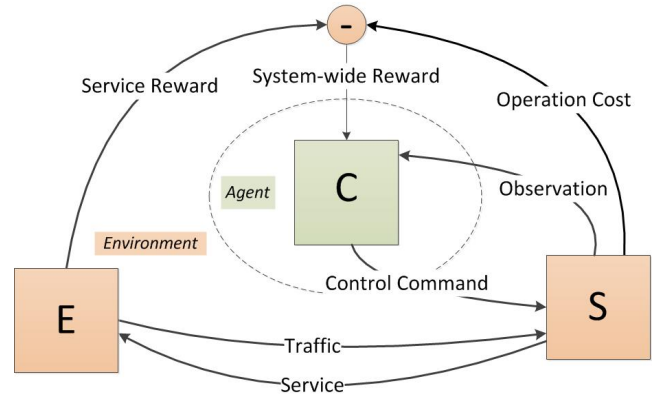 -
Service Reward
System-wide Reward
Operation Cost
C
Agent
Observation
Environment
Control Command
E
S
Traffic
Service